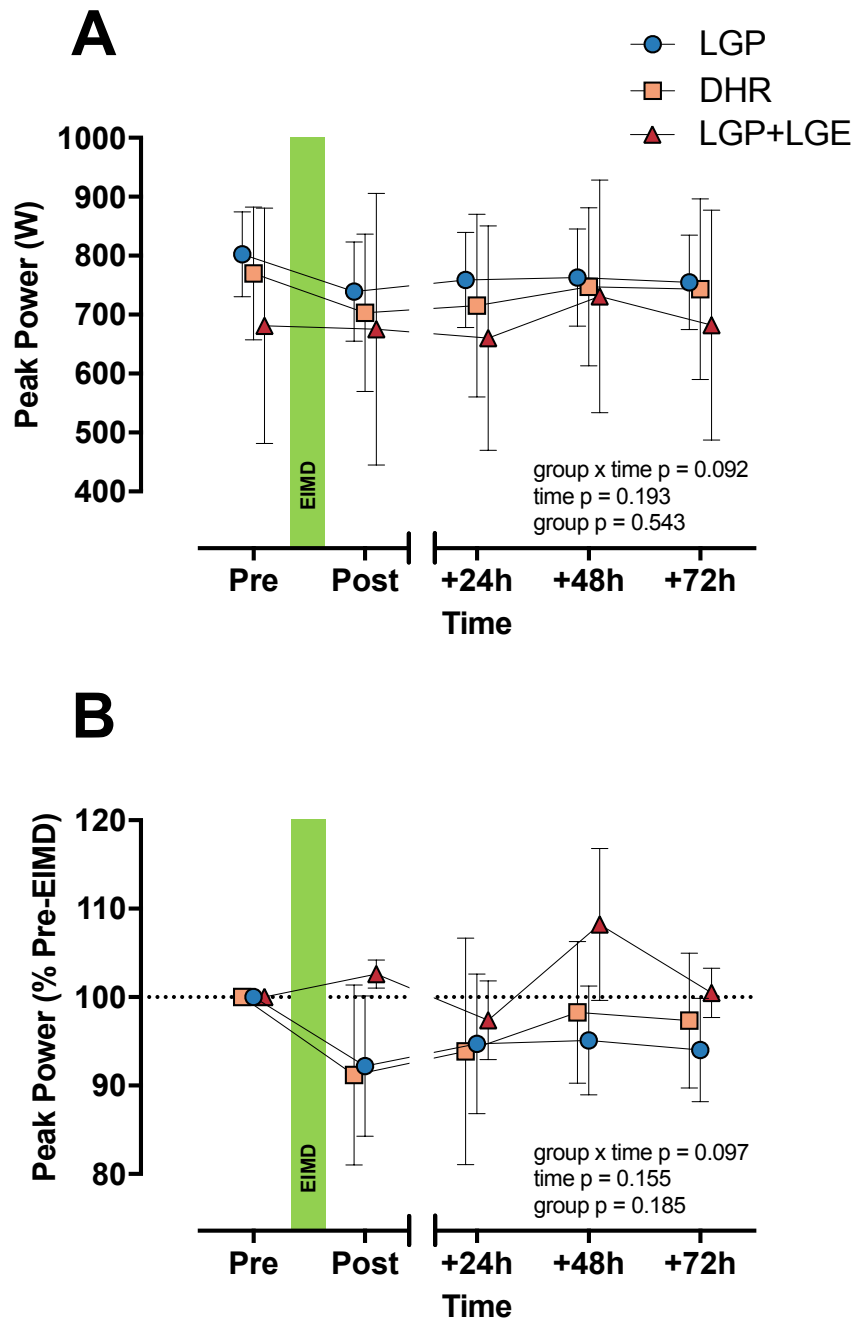 A
LGP
DHR
LGP+LGE
1000
900
800
700
600
500
400
Peak Power (W)
EIMD
group x time p = 0.092
time p = 0.193
group p = 0.543
Pre Post +24h +48h +72h
Time
B
120
110
100
90
80
Peak Power (% Pre-EIMD)
EIMD
group x time p = 0.097
time p = 0.155
group p = 0.185
Pre Post +24h +48h +72h
Time